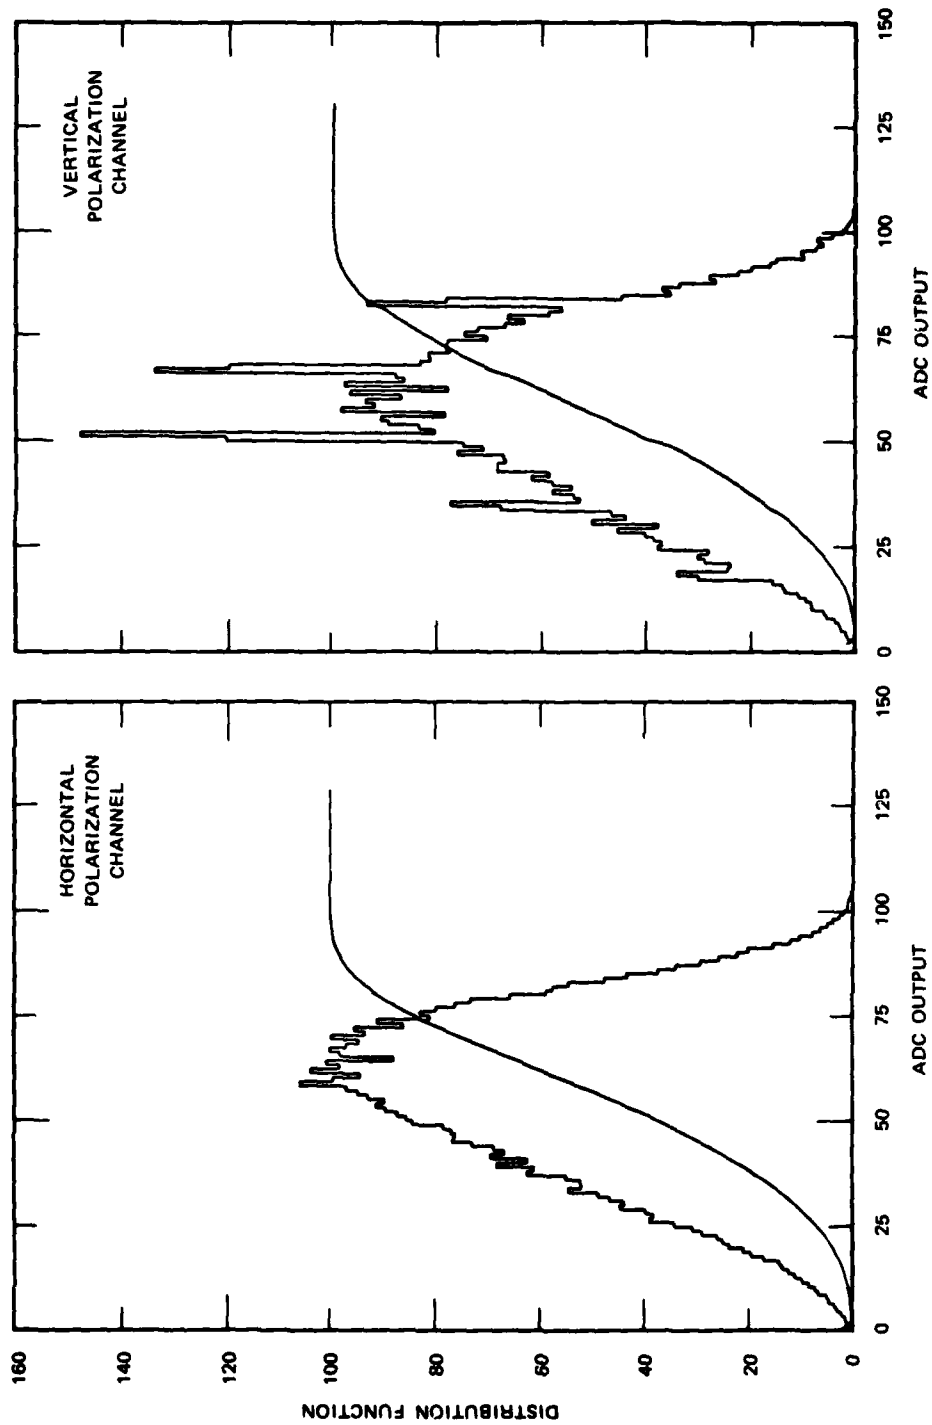 160
140
120
100
80
60
40
20
0
DISTRIBUTION FUNCTION
HORIZONTAL
POLARIZATION
CHANNEL
0
25
50
75
100
125
150
ADC OUTPUT
VERTICAL
POLARIZATION
CHANNEL
0
25
50
75
100
125
150
ADC OUTPUT